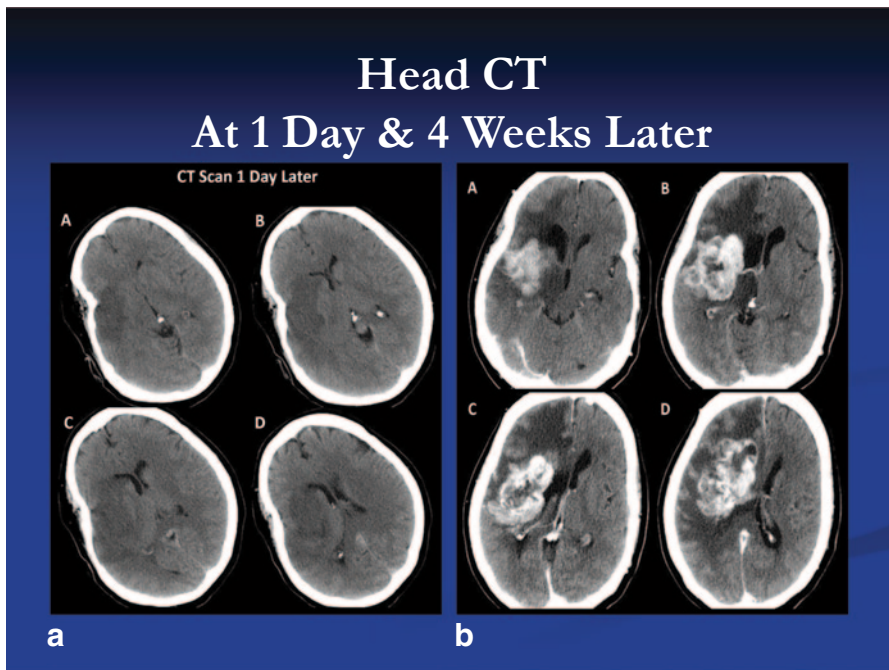 Head CT
At 1 Day & 4 Weeks Later
CT Scan 1 Day Later
A
B
C
D
A
B
C
D
a
b